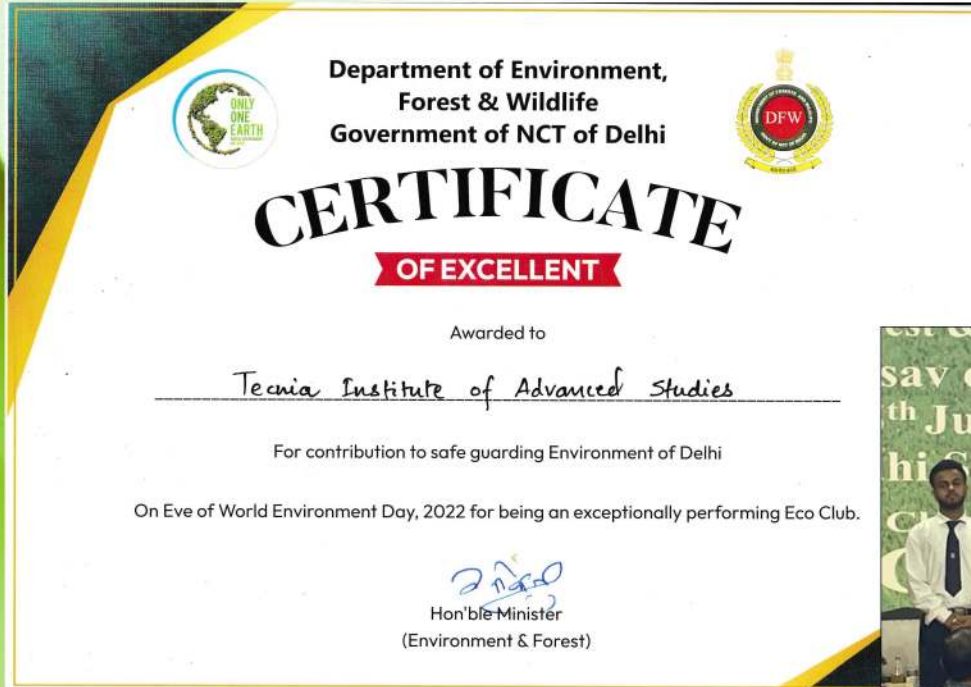 Department of Environment,
Forest & Wildlife
Government of NCT of Delhi
ONLY
ONE
EARTH
DFW
CERTIFICATE
OF EXCELLENT
Awarded to
Tecnia Institute of Advanced Studies
For contribution to safe guarding Environment of Delhi
On Eve of World Environment Day, 2022 for being an exceptionally performing Eco Club.
Hon'ble Minister
(Environment & Forest)
sav
th Ju
hi S